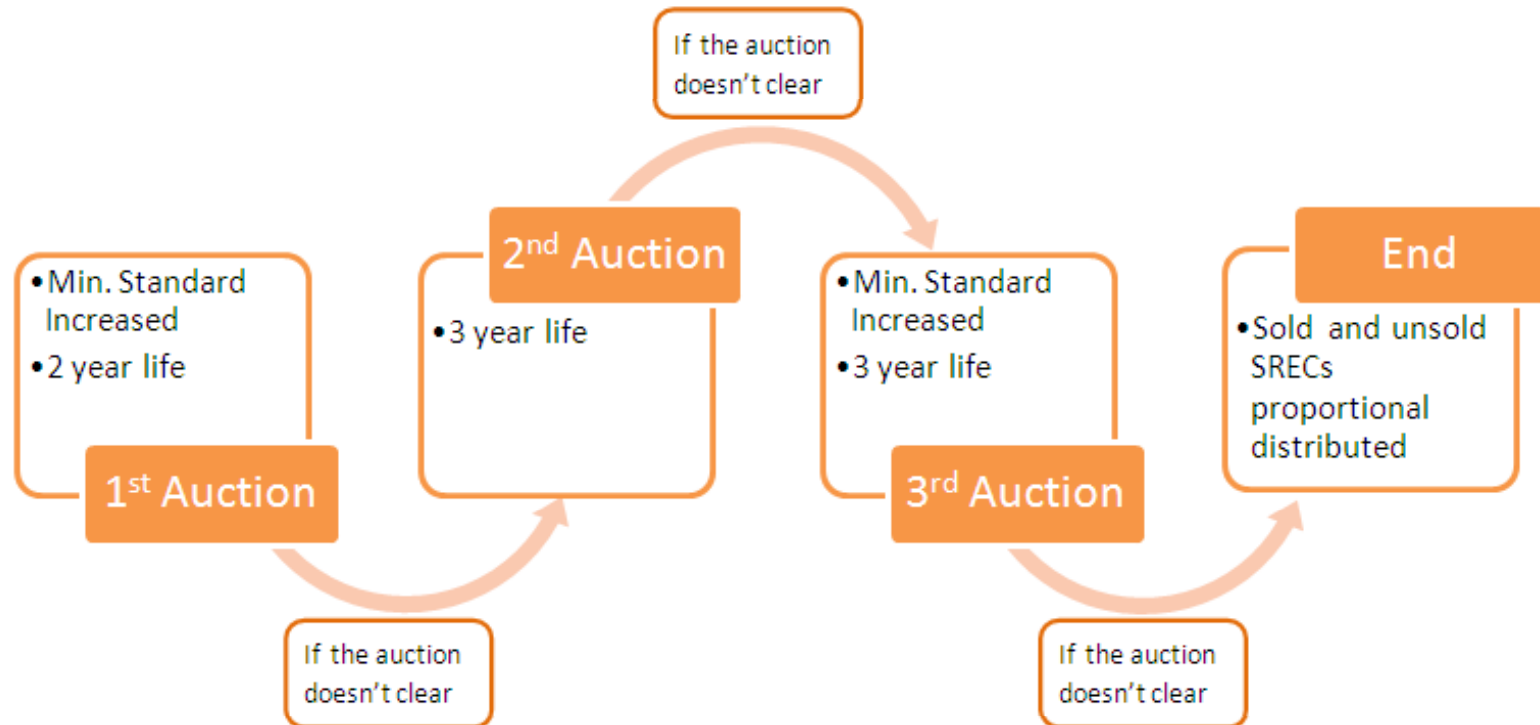 If the auction
doesn't clear
2nd Auction
End
•Min. Standard
Increased
•2 year life
•3 year life
•Min. Standard
Increased
•3 year life
•Sold and unsold
SRECs
proportional
distributed
1st Auction
3rd Auction
If the auction
doesn't clear
If the auction
doesn't clear